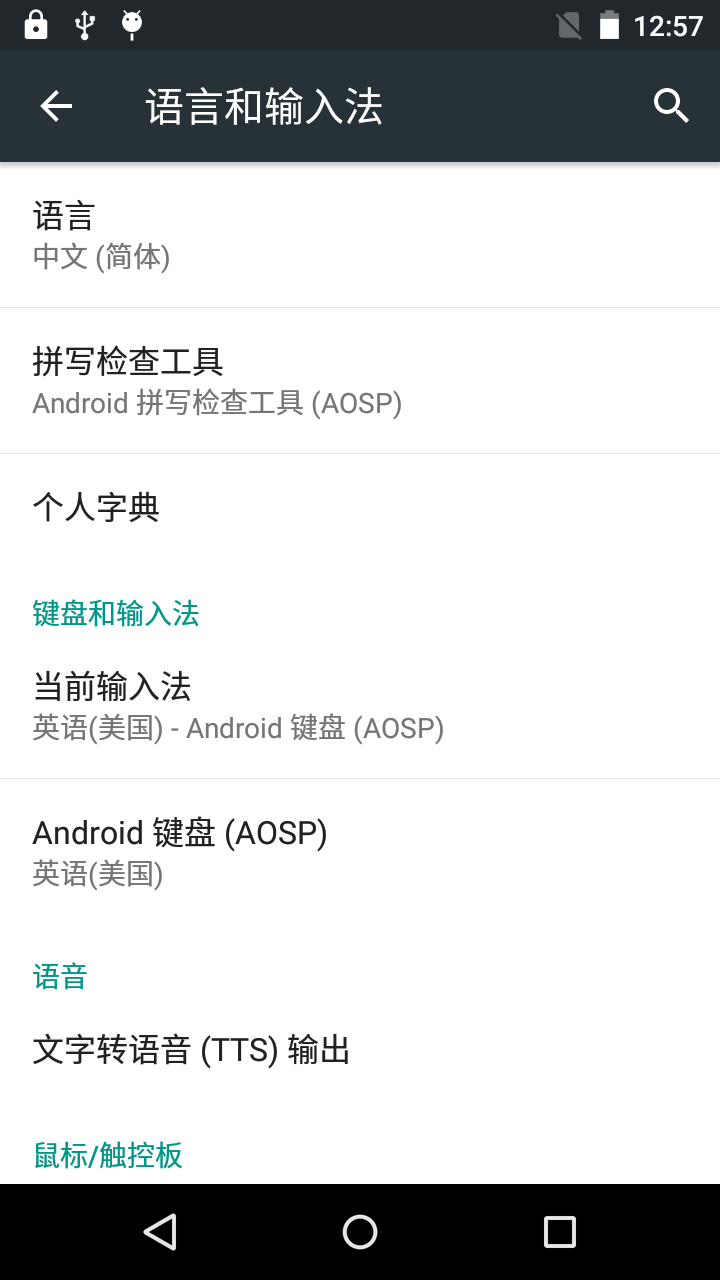 12:57
语言和输入法
语言
中文 (简体)
拼写检查工具
Android 拼写检查工具 (AOSP)
个人字典
键盘和输入法
当前输入法
英语(美国) - Android 键盘 (AOSP)
Android 键盘 (AOSP)
英语(美国)
语音
文字转语音 (TTS) 输出
鼠标/触控板